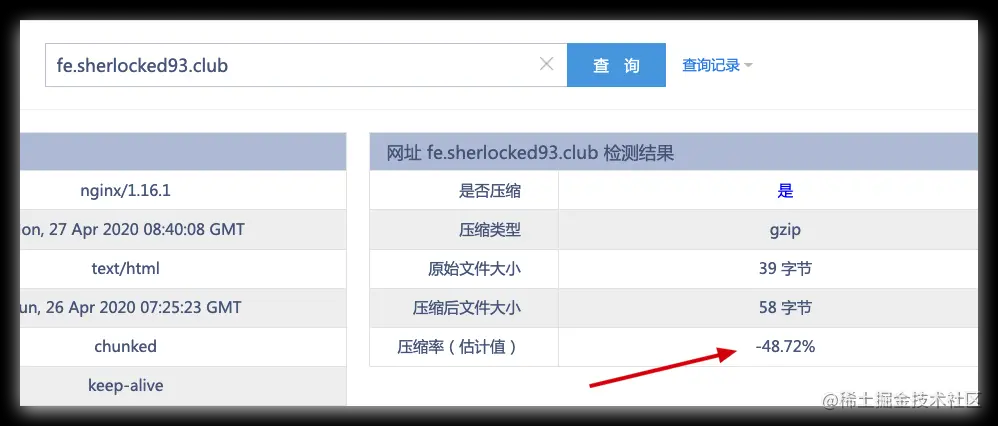 fe.sherlocked93.club
查 询
查询记录
网址 fe.sherlocked93.club 检测结果
nginx/1.16.1
是否压缩 是
on, 27 Apr 2020 08:40:08 GMT
压缩类型 gzip
text/html
原始文件大小 39 字节
un, 26 Apr 2020 07:25:23 GMT
压缩后文件大小 58 字节
chunked
压缩率（估计值） -48.72%
keep-alive
@稀土掘金技术社区